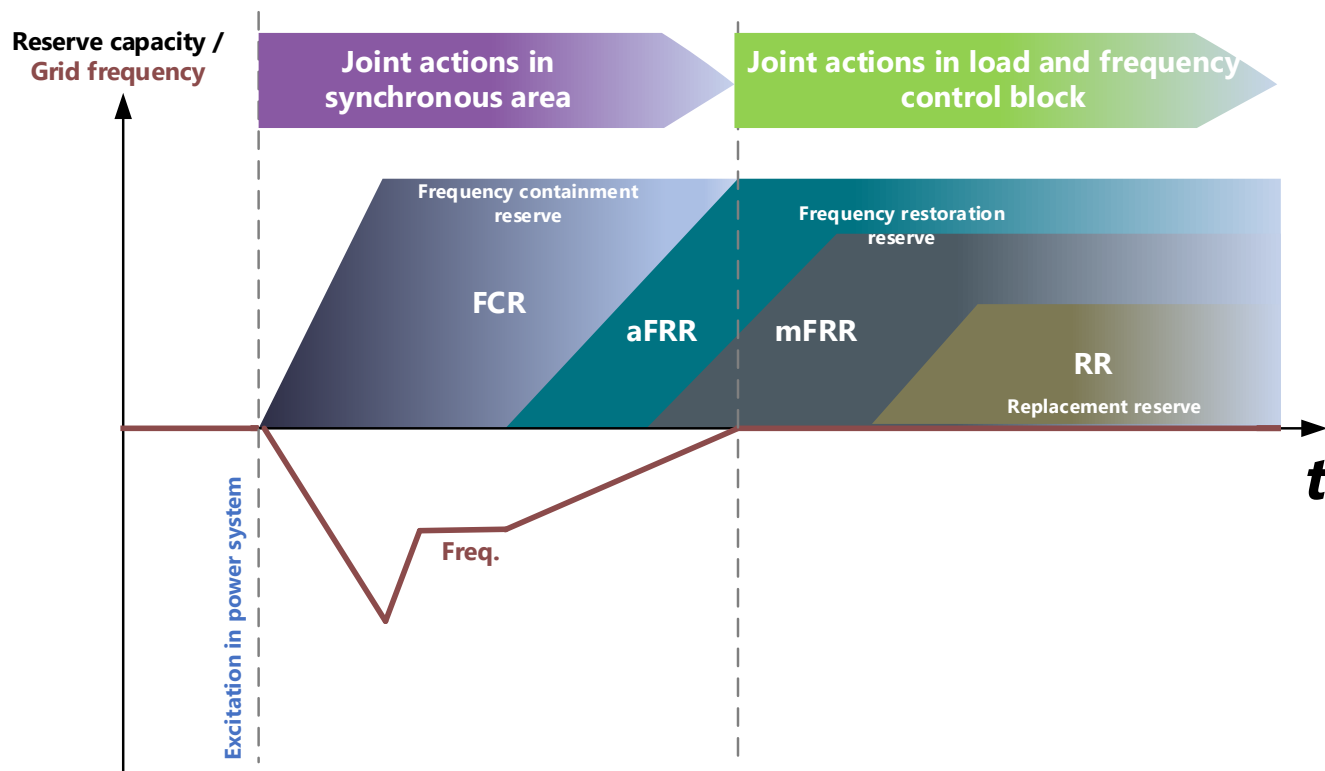 Reserve capacity /
Grid frequency
Joint actions in
synchronous area
Joint actions in load and frequency
control block
Frequency containment
reserve
Frequency restoration
reserve
FCR
aFRR
mFRR
RR
Replacement reserve
t
Freq.
Excitation in power system